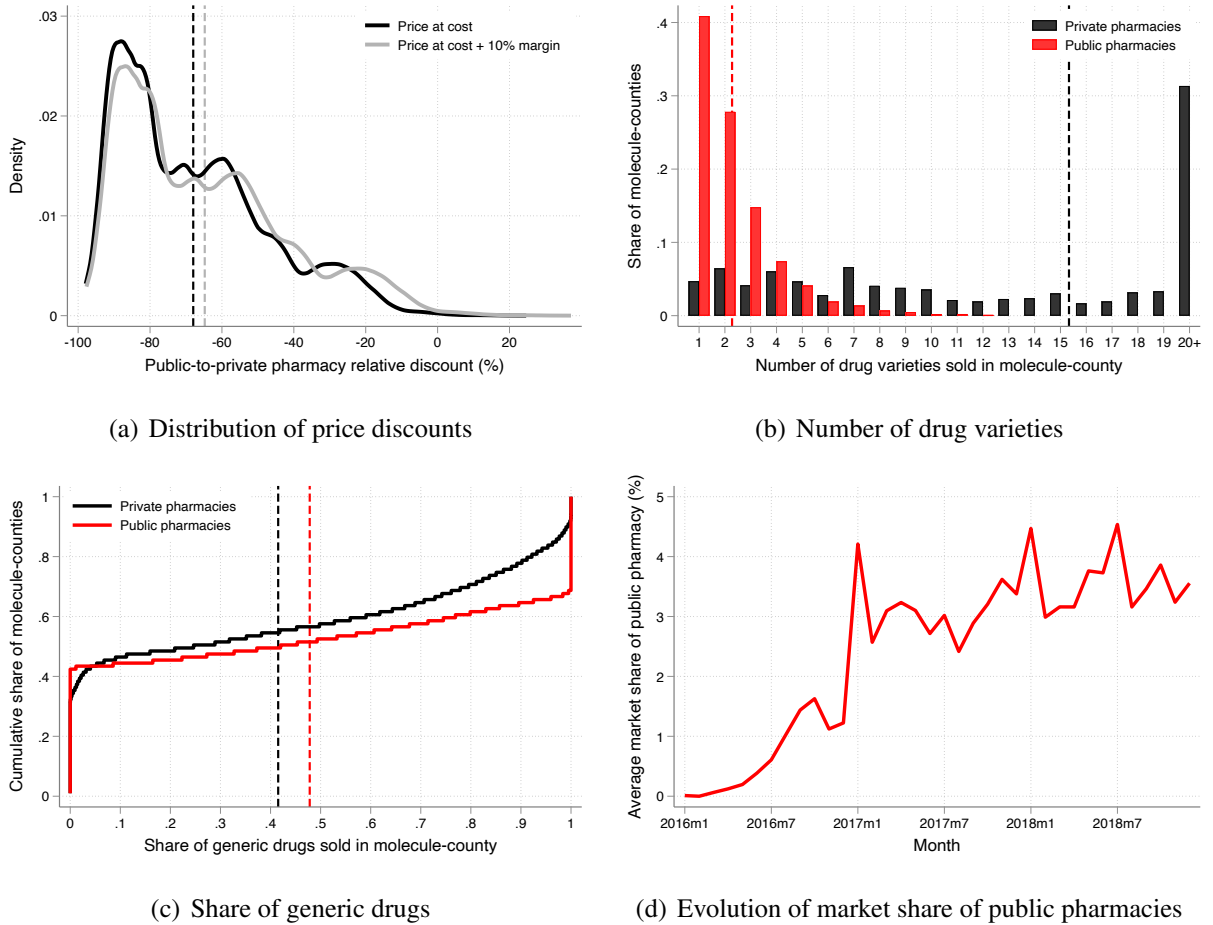 Density
.03
.02
.01
0
Price at cost
Price at cost + 10% margin
-100 -80 -60 -40 -20 0 20
Public-to-private pharmacy relative discount (%)
(a) Distribution of price discounts
Share of molecule-counties
.4
.3
.2
.1
0
Private pharmacies
Public pharmacies
1 2 3 4 5 6 7 8 9 10 11 12 13 14 15 16 17 18 19 20+
Number of drug varieties sold in molecule-county
(b) Number of drug varieties
Cumulative share of molecule-counties
1
.8
.6
.4
.2
0
Private pharmacies
Public pharmacies
0 .1 .2 .3 .4 .5 .6 .7 .8 .9 1
Share of generic drugs sold in molecule-county
(c) Share of generic drugs
Average market share of public pharmacy (%)
5
4
3
2
1
0
2016m1 2016m7 2017m1 2017m7 2018m1 2018m7
Month
(d) Evolution of market share of public pharmacies